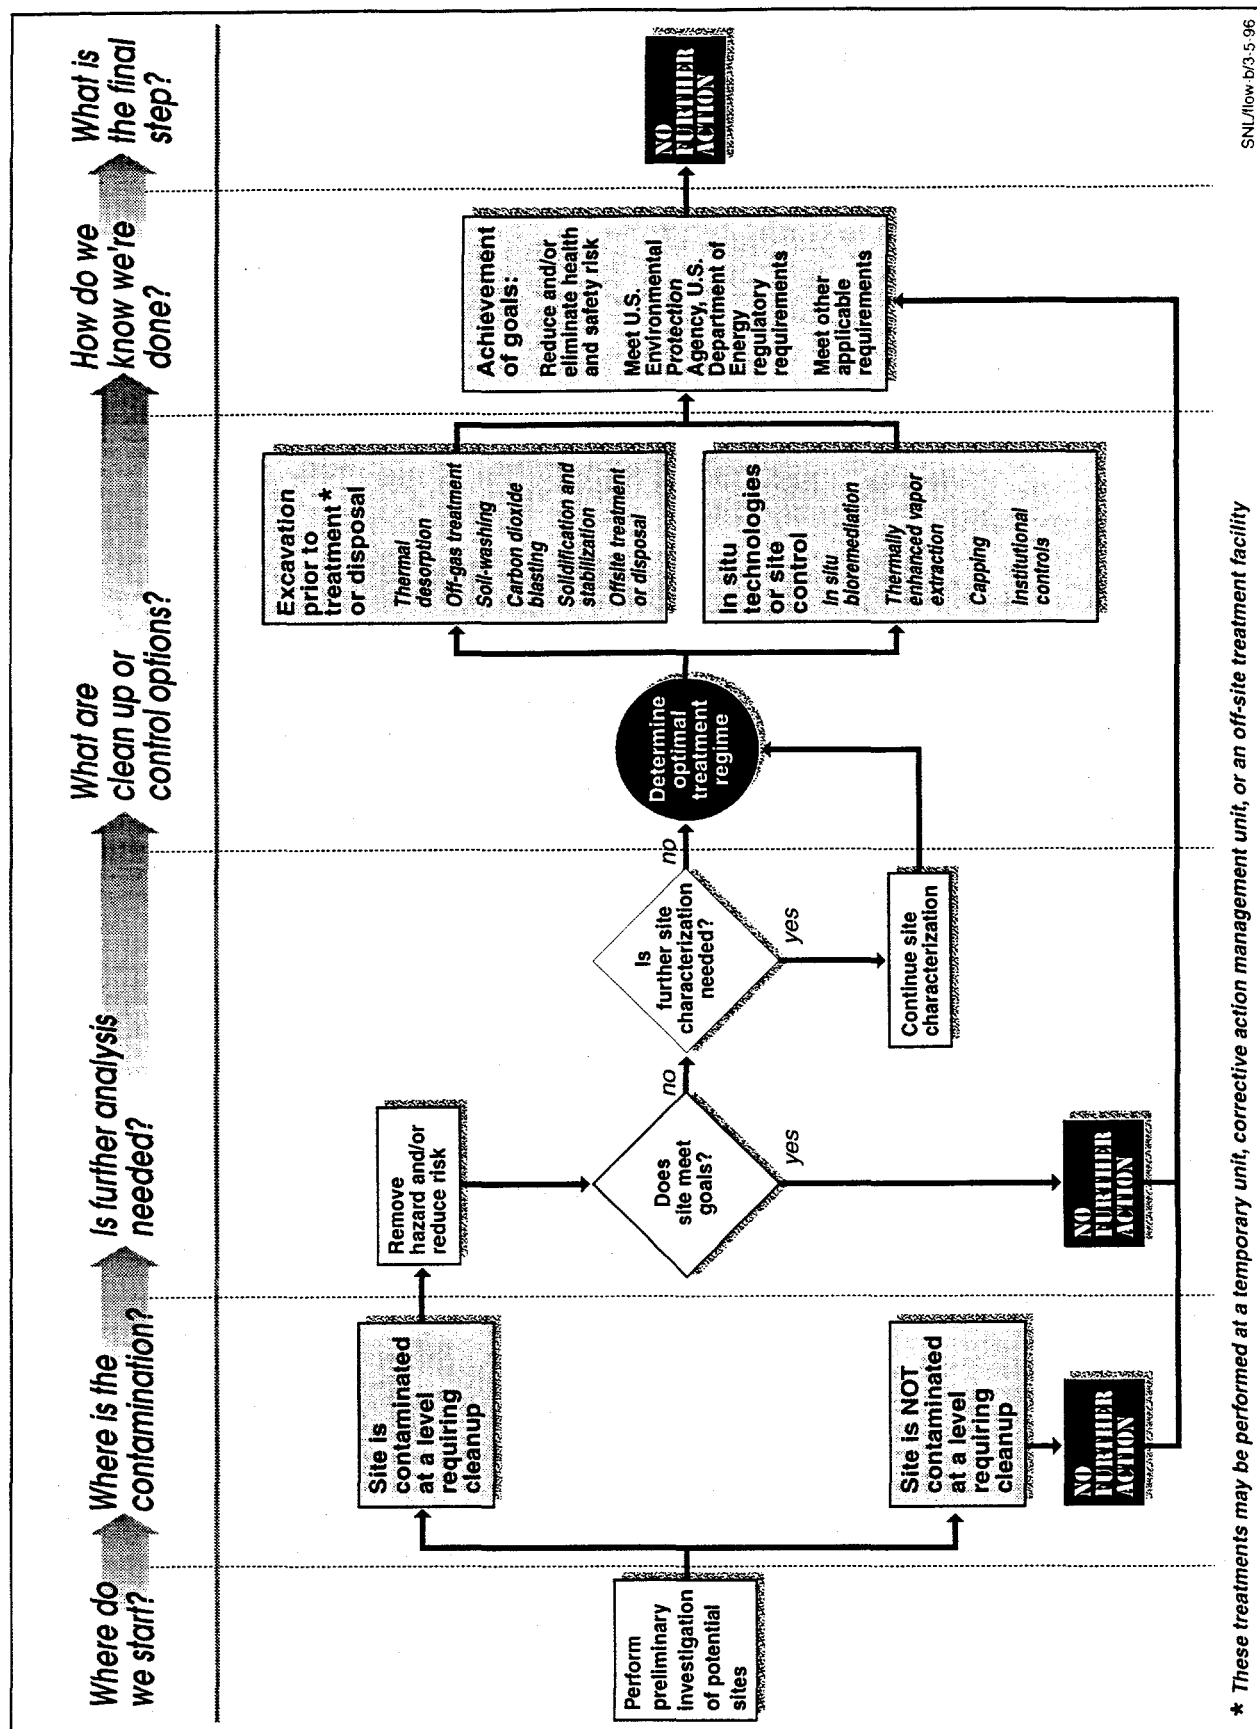 Where do
we start?
Where is the
contamination?
Is further analysis
needed?
What are
clean up or
control options?
How do we
know we're
done?
What is
the final
step?
Perform
preliminary
investigation
of potential
sites
Site is
contaminated
at a level
requiring
cleanup
Site is NOT
contaminated
at a level
requiring
cleanup
NO
FURTHER
ACTION
Remove
hazard and/or
reduce risk
Does
site meet
goals?
no
yes
NO
FURTHER
ACTION
Is
further site
characterization
needed?
no
yes
Continue site
characterization
Determine
optimal
treatment
regime
Excavation
prior to
treatment *
or disposal
Thermal
desorption
Off-gas treatment
Soil-washing
Carbon dioxide
blasting
Solidification and
stabilization
Offsite treatment
or disposal
In situ
technologies
or site
control
In situ
bioremediation
Thermally
enhanced vapor
extraction
Capping
Institutional
controls
Achievement
of goals:
Reduce and/or
eliminate health
and safety risk
Meet U.S.
Environmental
Protection
Agency, U.S.
Department of
Energy
regulatory
requirements
Meet other
applicable
requirements
NO
FURTHER
ACTION
* These treatments may be performed at a temporary unit, corrective action management unit, or an off-site treatment facility
SNL/flow-b/3-5-96